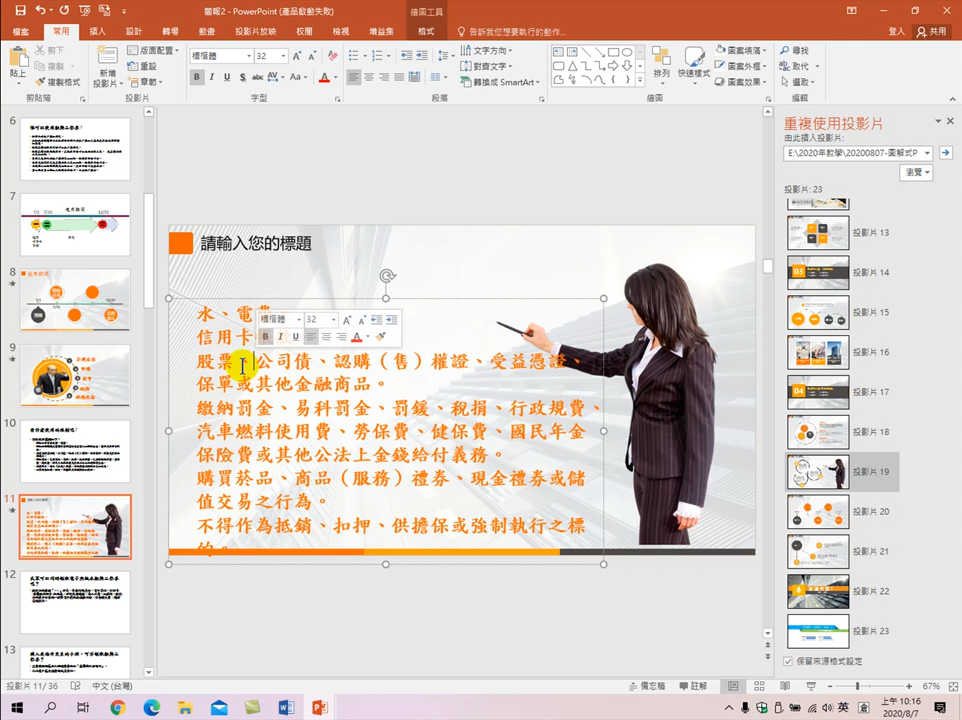 簡報2 - PowerPoint (產品啟動失敗)
繪圖工具
檔案
常用
插入
設計
轉場
動畫
投影片放映
校閱
檢視
增益集
格式
告訴我您想要執行的動作...
登入
共用
貼上
剪下
複製
複製格式
剪貼簿
新增
投影片
版面配置
重設
章節
投影片
標楷體
32
B I U S abc AV Aa A
字型
文字方向
對齊文字
轉換成 SmartArt
段落
排列
快速樣式
圖案填滿
圖案外框
圖案效果
繪圖
尋找
取代
選取
編輯
6
7
8
9
10
11
12
13
請輸入您的標題
水、電
信用卡
標楷體
32
B I U
股票、公司債、認購（售）權證、受益憑證、
保單或其他金融商品。
繳納罰金、易科罰金、罰鍰、稅捐、行政規費、
汽車燃料使用費、勞保費、健保費、國民年金
保險費或其他公法上金錢給付義務。
購買菸品、商品（服務）禮券、現金禮券或儲
值交易之行為。
不得作為抵銷、扣押、供擔保或強制執行之標
的。
重複使用投影片
由此插入投影片:
E:\2020年教學\20200807-圖解式P
瀏覽
投影片: 23
投影片 13
投影片 14
投影片 15
投影片 16
投影片 17
投影片 18
投影片 19
投影片 20
投影片 21
投影片 22
投影片 23
保留來源格式設定
投影片 11/36
中文 (台灣)
備忘稿
註解
67%
英
上午 10:16
2020/8/7